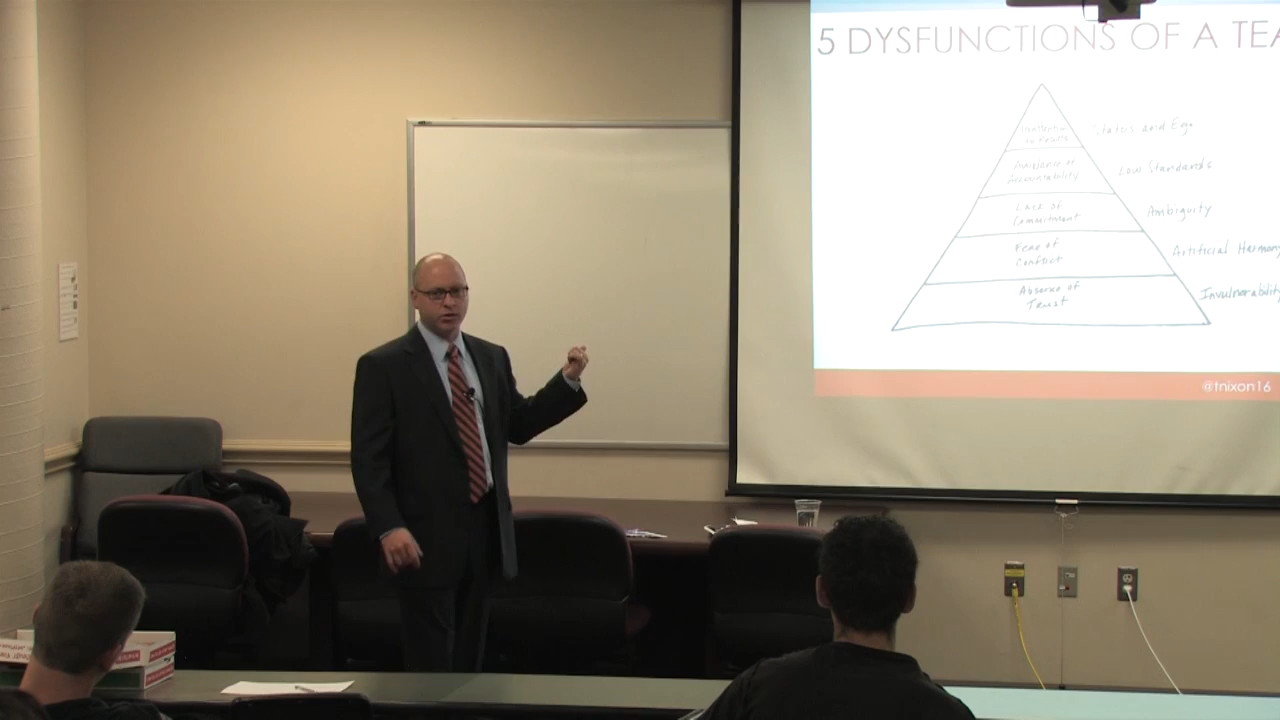 5 DYSFUNCTIONS OF A TEA
Inattention
to Results
Status and Ego
Avoidance of
Accountability
Low Standards
Lack of
Commitment
Ambiguity
Fear of
Conflict
Artificial Harmony
Absence of
Trust
Invulnerability
@tnixon16